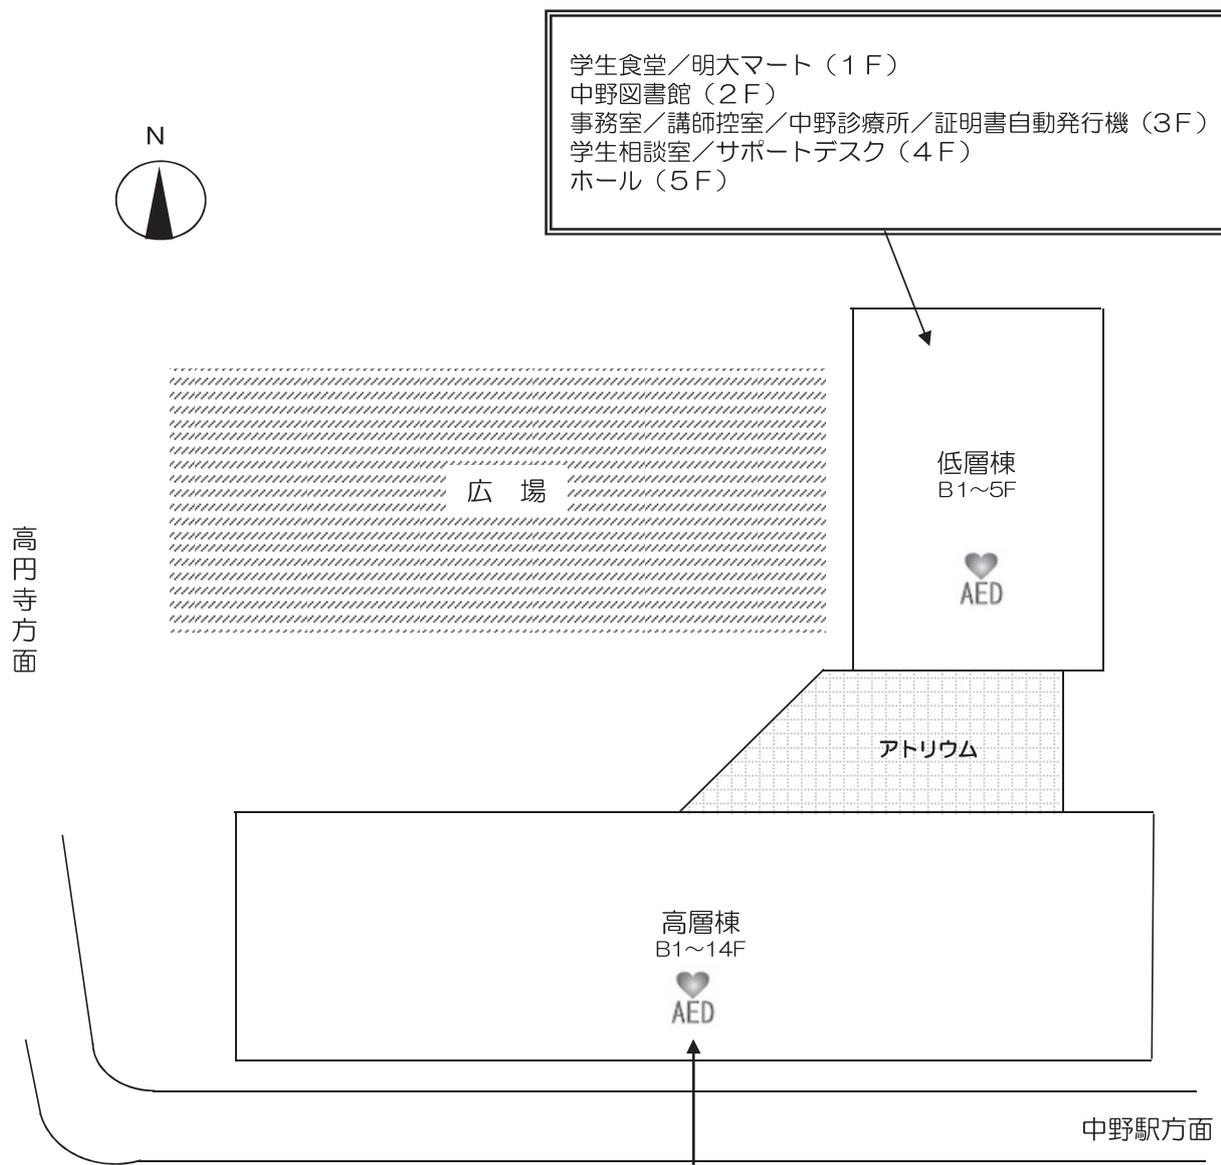 学生食堂／明大マート（１Ｆ）
中野図書館（２Ｆ）
事務室／講師控室／中野診療所／証明書自動発行機（３Ｆ）
学生相談室／サポートデスク（４Ｆ）
ホール（５Ｆ）
N
低層棟
B1～5F
広　場
AED
高円寺方面
アトリウム
高層棟
B1～14F
AED
中野駅方面